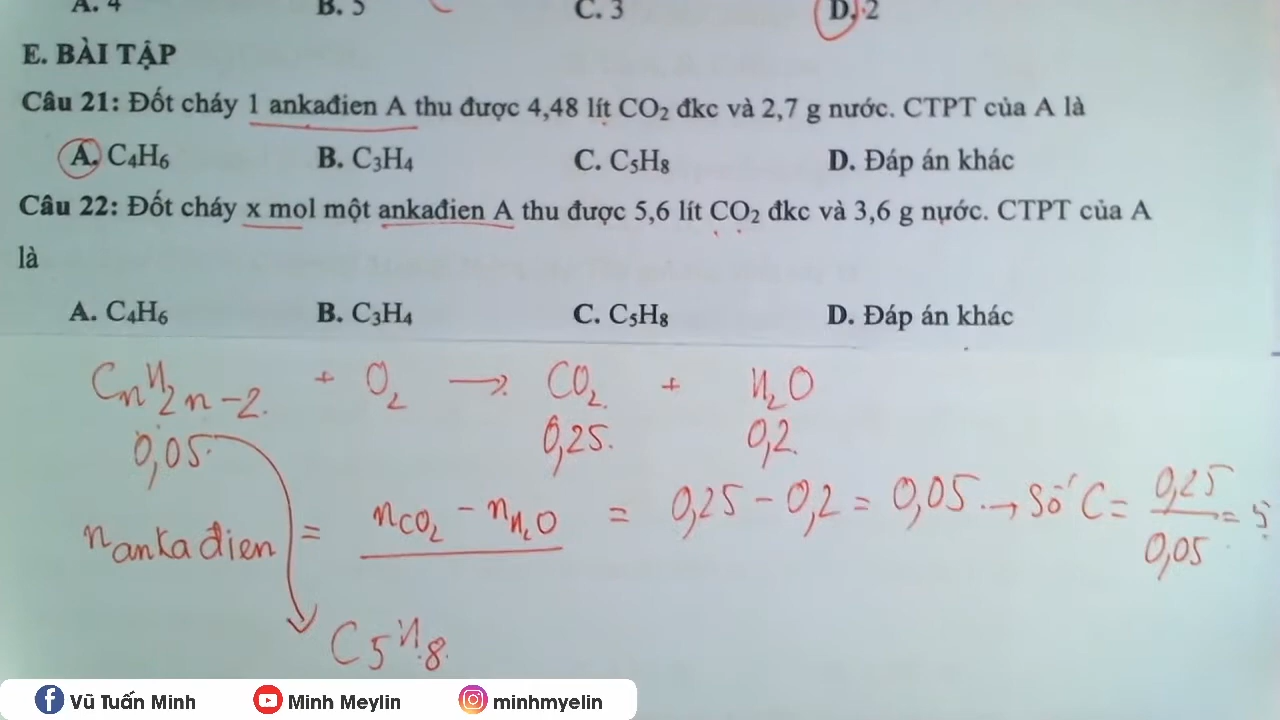 A. 4 B. 5 C. 3 D. 2
E. BÀI TẬP
Câu 21: Đốt cháy 1 ankađien A thu được 4,48 lít CO₂ đkc và 2,7 g nước. CTPT của A là
A. C₄H₆ B. C₃H₄ C. C₅H₈ D. Đáp án khác
Câu 22: Đốt cháy x mol một ankađien A thu được 5,6 lít CO₂ đkc và 3,6 g nước. CTPT của A
là
A. C₄H₆ B. C₃H₄ C. C₅H₈ D. Đáp án khác
CnH2n-2 + O₂ → CO₂ + H₂O
0,05 0,25 0,2
n ankađien = nCO₂ - nH₂O = 0,25 - 0,2 = 0,05 → Số C = 0,25/0,05 = 5
C₅H₈
Vũ Tuấn Minh Minh Meylin minhmyelin